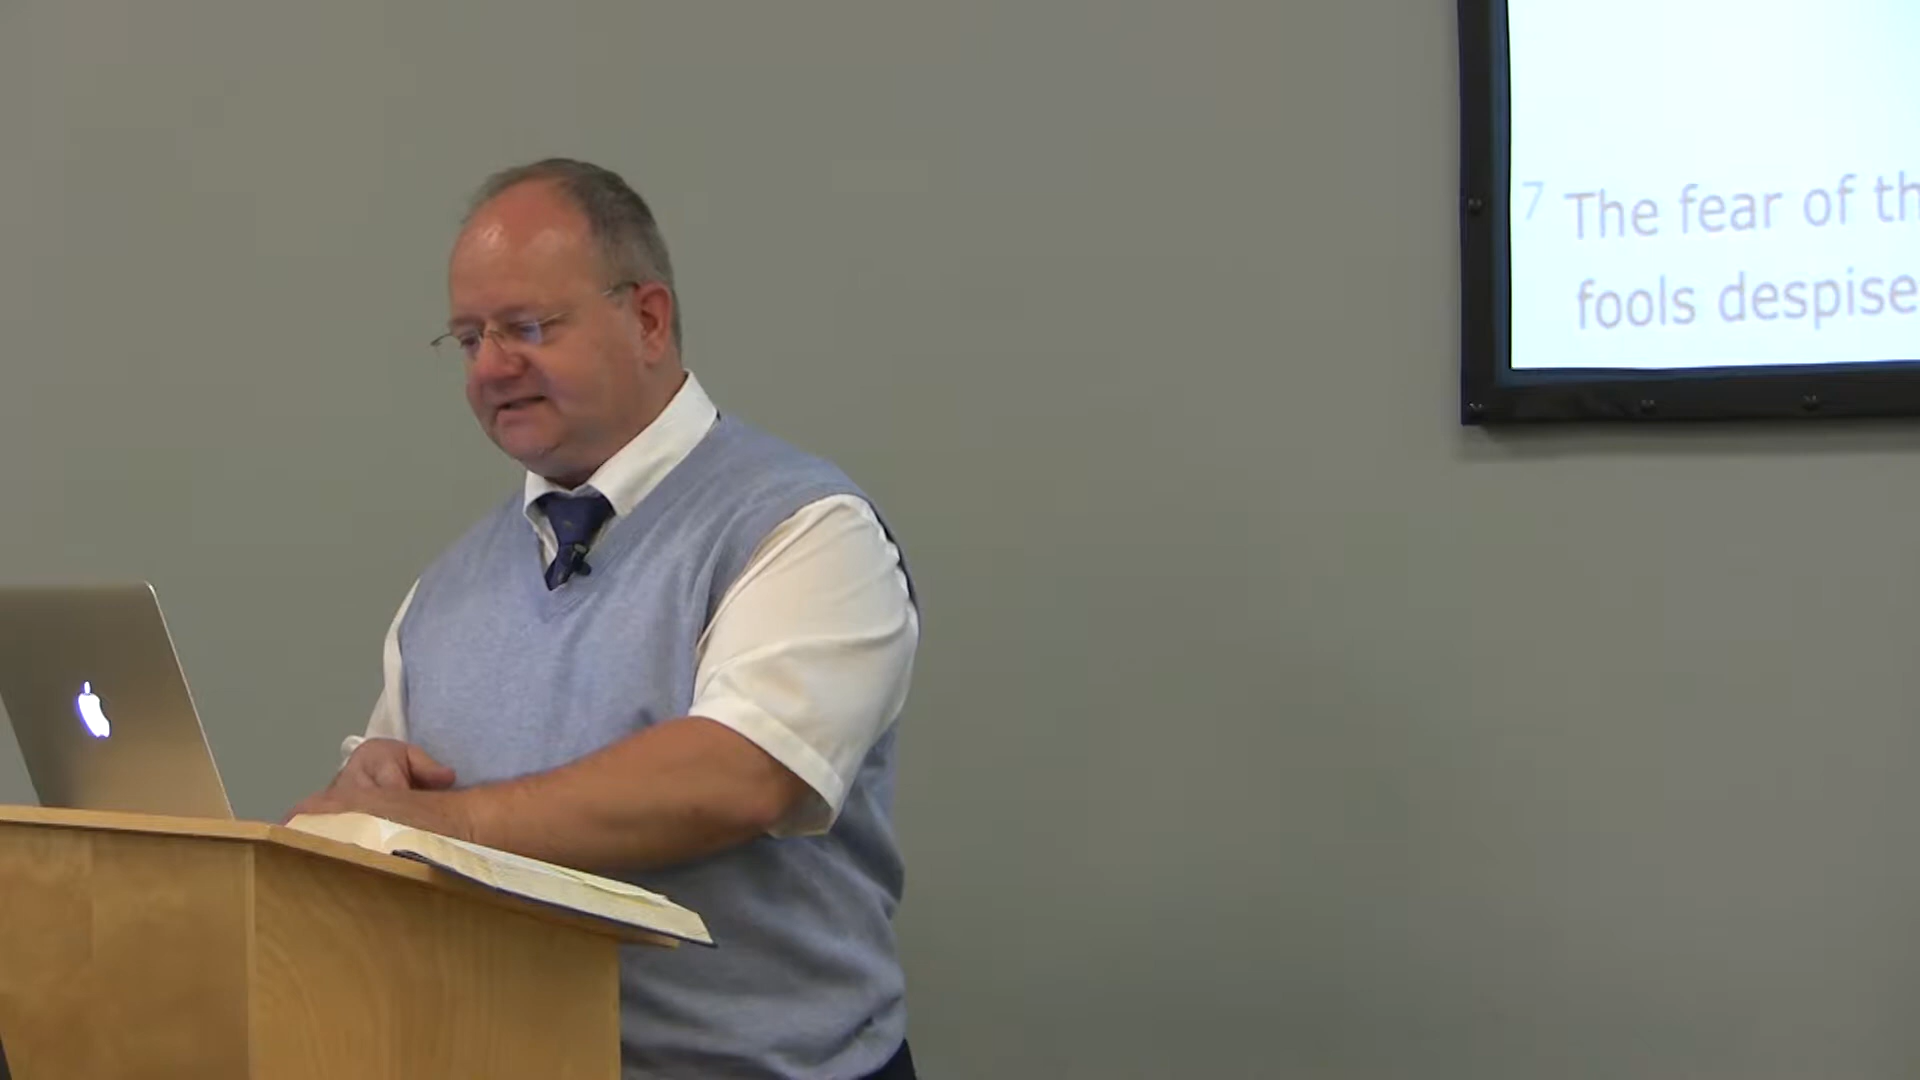 7 The fear of th
fools despise